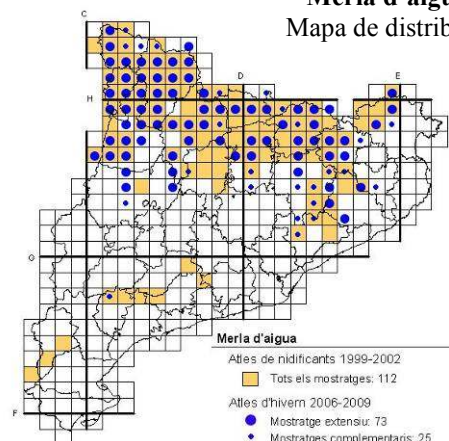 Merla d'aigua
Mapa de distrib
C
D
E
H
G
F
Merla d'aigua
Atles de nidificants 1999-2002
Tots els mostratges: 112
Atles d'hivern 2006-2009
Mostratge extensiu: 73
Mostratges complementaris: 25